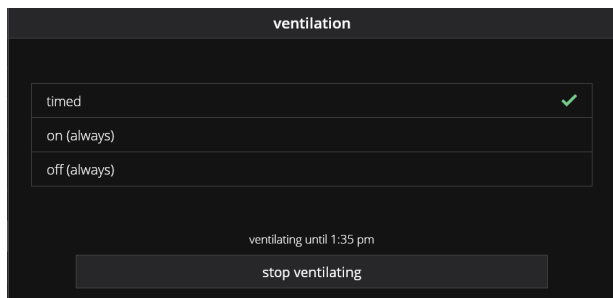 ventilation
timed
on (always)
off (always)
ventilating until 1:35 pm
stop ventilating